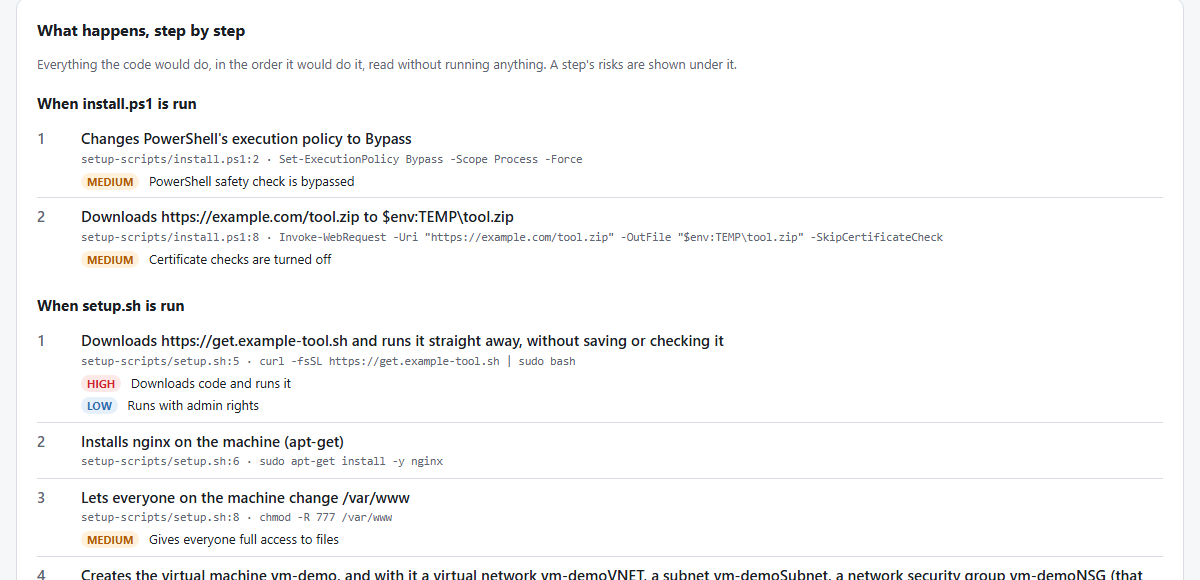 What happens, step by step
Everything the code would do, in the order it would do it, read without running anything. A step's risks are shown under it.
When install.ps1 is run
1 Changes PowerShell's execution policy to Bypass
setup-scripts/install.ps1:2 · Set-ExecutionPolicy Bypass -Scope Process -Force
MEDIUM PowerShell safety check is bypassed
2 Downloads https://example.com/tool.zip to $env:TEMP\tool.zip
setup-scripts/install.ps1:8 · Invoke-WebRequest -Uri "https://example.com/tool.zip" -OutFile "$env:TEMP\tool.zip" -SkipCertificateCheck
MEDIUM Certificate checks are turned off
When setup.sh is run
1 Downloads https://get.example-tool.sh and runs it straight away, without saving or checking it
setup-scripts/setup.sh:5 · curl -fsSL https://get.example-tool.sh | sudo bash
HIGH Downloads code and runs it
LOW Runs with admin rights
2 Installs nginx on the machine (apt-get)
setup-scripts/setup.sh:6 · sudo apt-get install -y nginx
3 Lets everyone on the machine change /var/www
setup-scripts/setup.sh:8 · chmod -R 777 /var/www
MEDIUM Gives everyone full access to files
4 Creates the virtual machine vm-demo, and with it a virtual network vm-demoVNET, a subnet vm-demoSubnet, a network security group vm-demoNSG (that